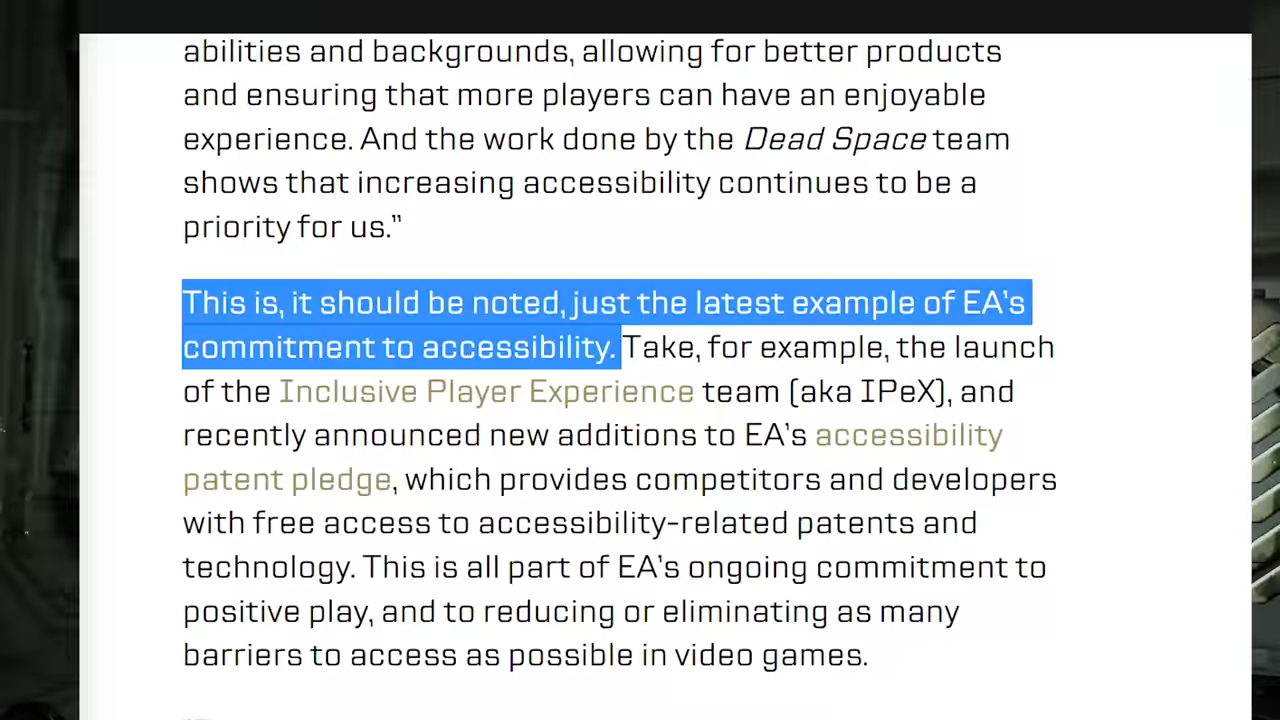 abilities and backgrounds, allowing for better products
and ensuring that more players can have an enjoyable
experience. And the work done by the Dead Space team
shows that increasing accessibility continues to be a
priority for us.”
This is, it should be noted, just the latest example of EA’s
commitment to accessibility. Take, for example, the launch
of the Inclusive Player Experience team (aka IPeX), and
recently announced new additions to EA’s accessibility
patent pledge, which provides competitors and developers
with free access to accessibility-related patents and
technology. This is all part of EA’s ongoing commitment to
positive play, and to reducing or eliminating as many
barriers to access as possible in video games.